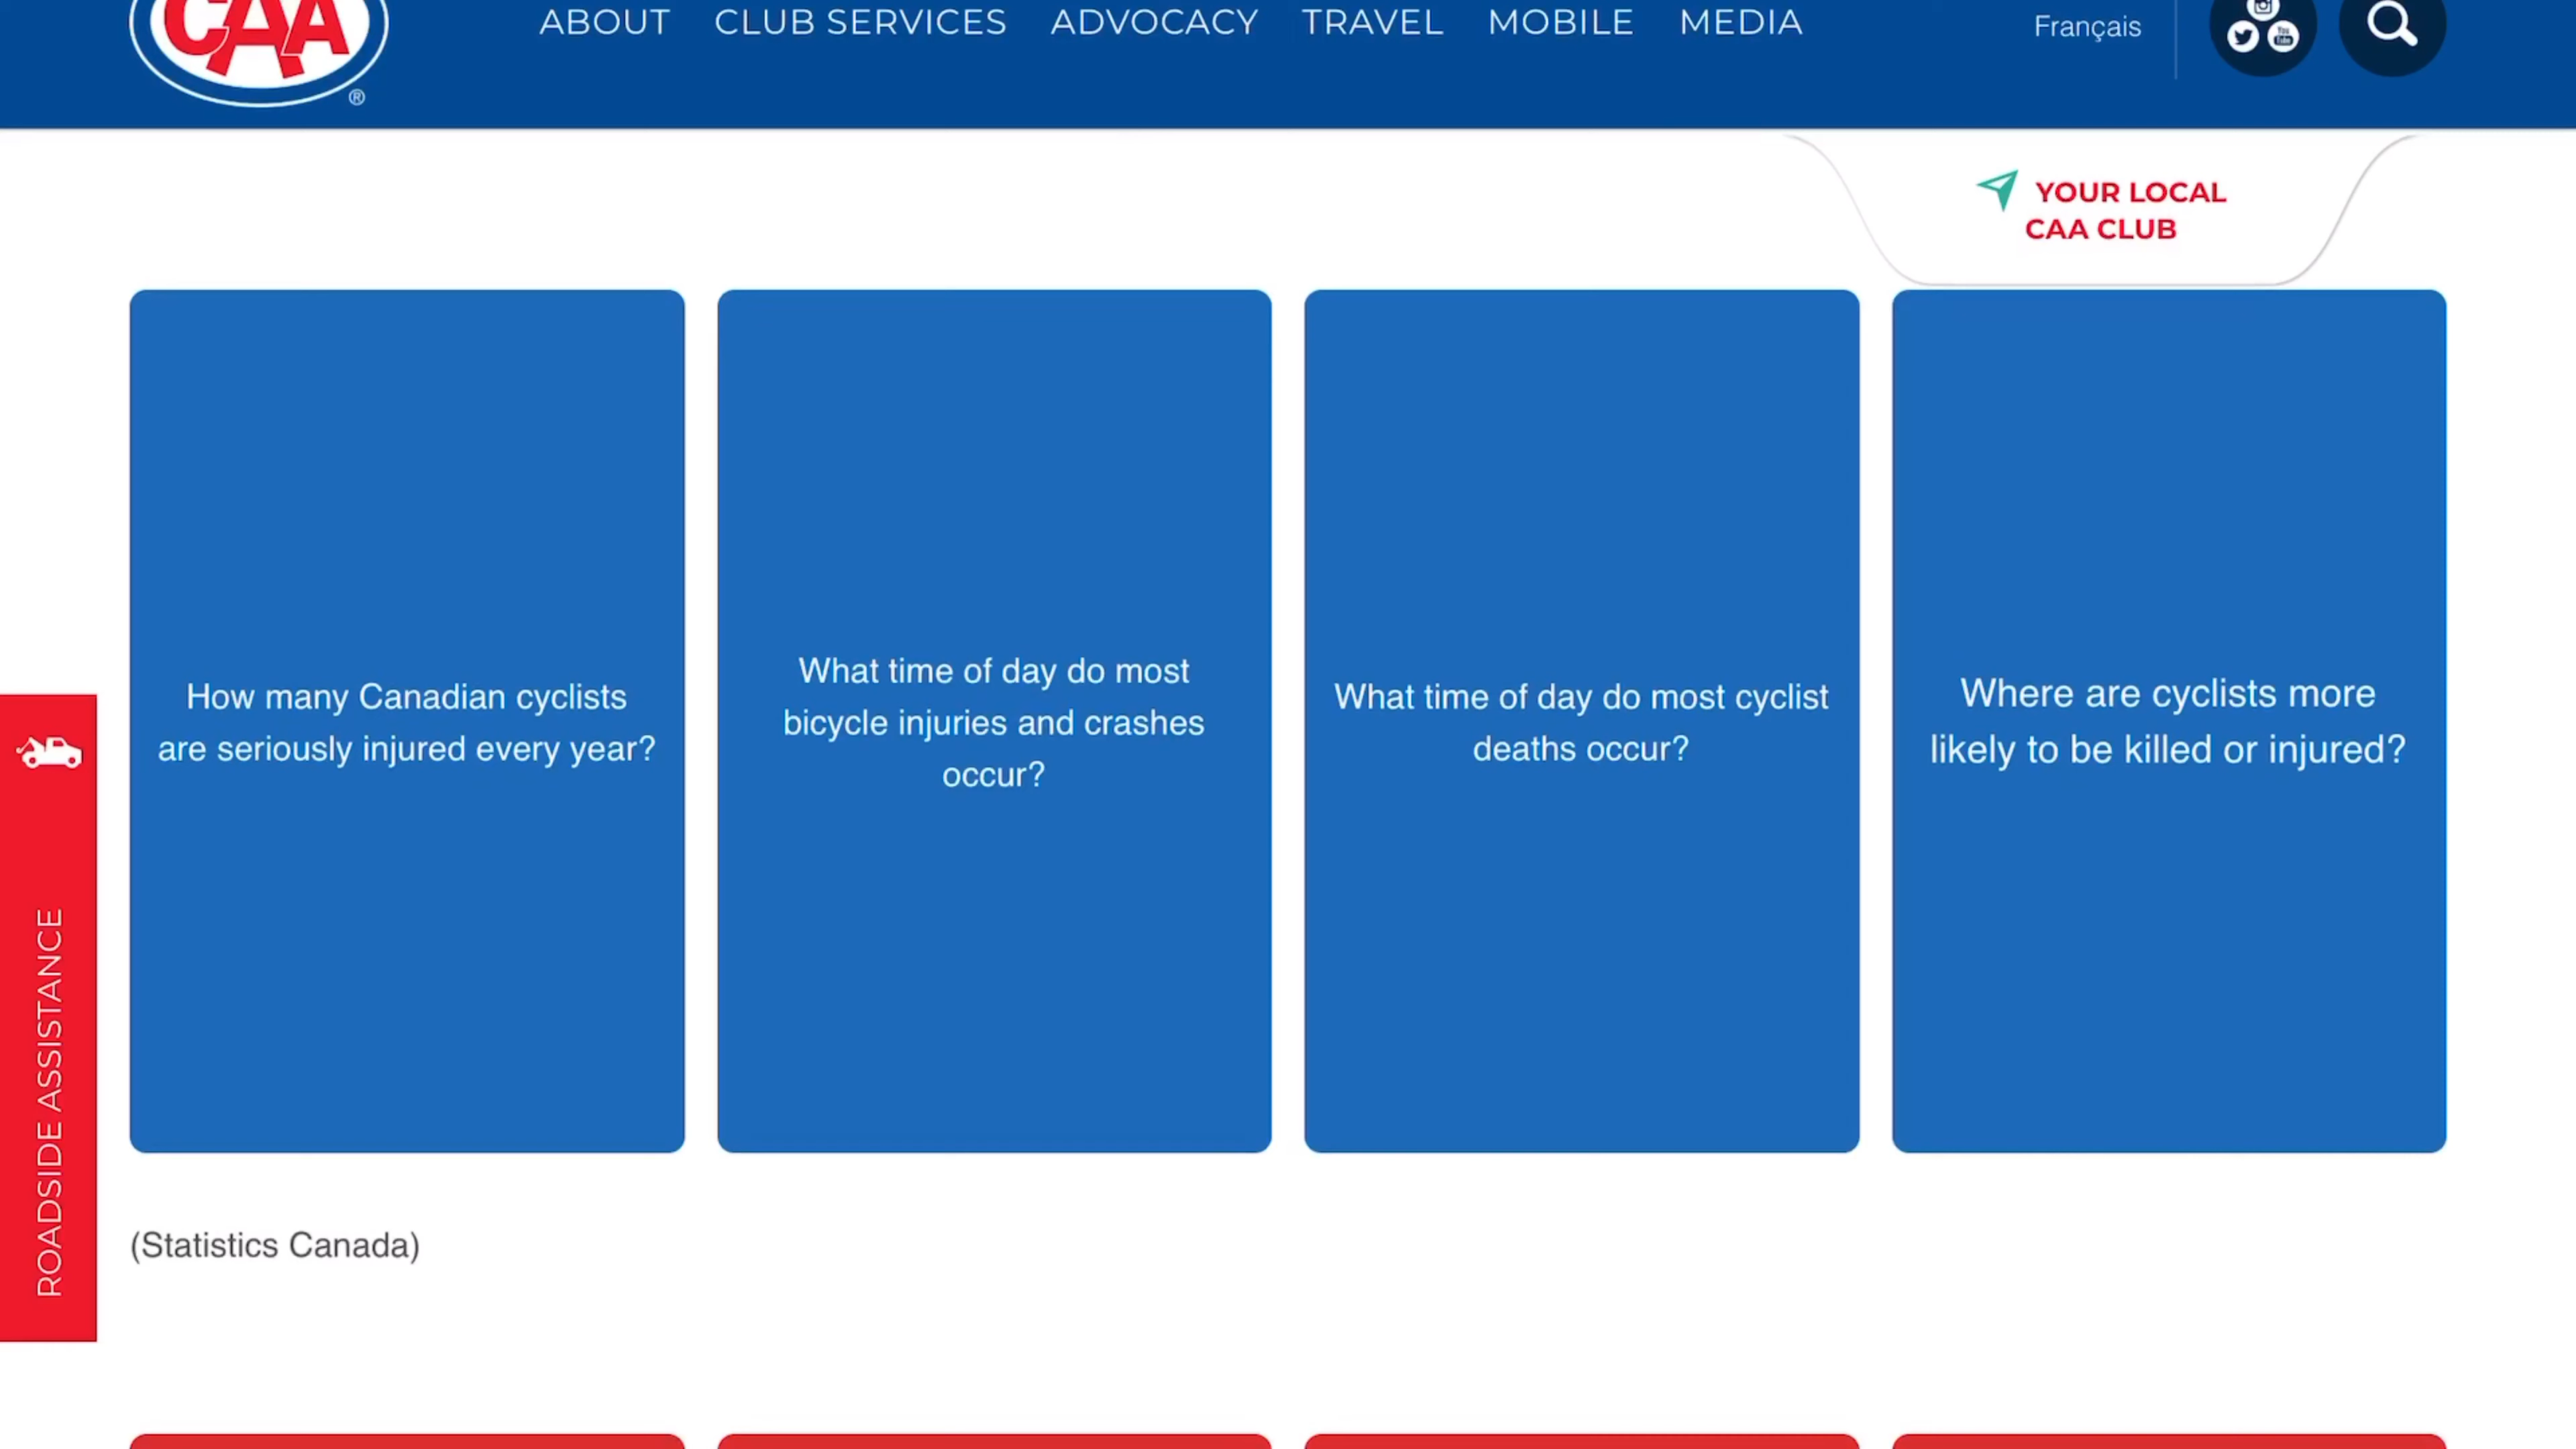 CAA
®
ABOUT CLUB SERVICES ADVOCACY TRAVEL MOBILE MEDIA
Français
You Tube
YOUR LOCAL
CAA CLUB
How many Canadian cyclists
are seriously injured every year?
What time of day do most
bicycle injuries and crashes
occur?
What time of day do most cyclist
deaths occur?
Where are cyclists more
likely to be killed or injured?
ROADSIDE ASSISTANCE
(Statistics Canada)